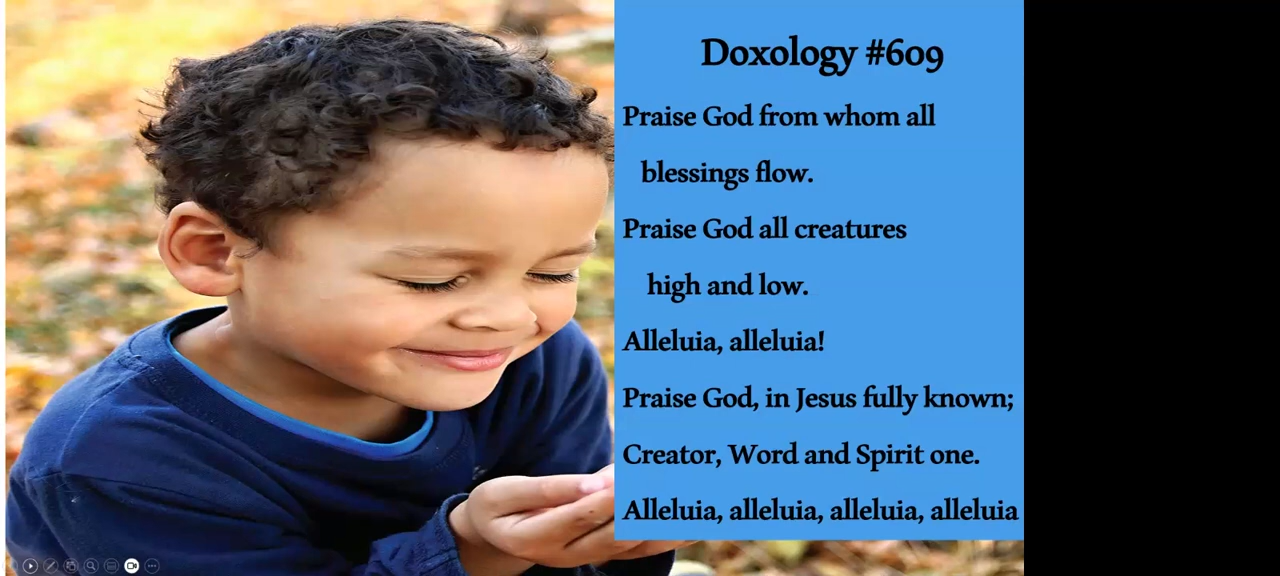 Doxology #609
Praise God from whom all
blessings flow.
Praise God all creatures
high and low.
Alleluia, alleluia!
Praise God, in Jesus fully known;
Creator, Word and Spirit one.
Alleluia, alleluia, alleluia, alleluia